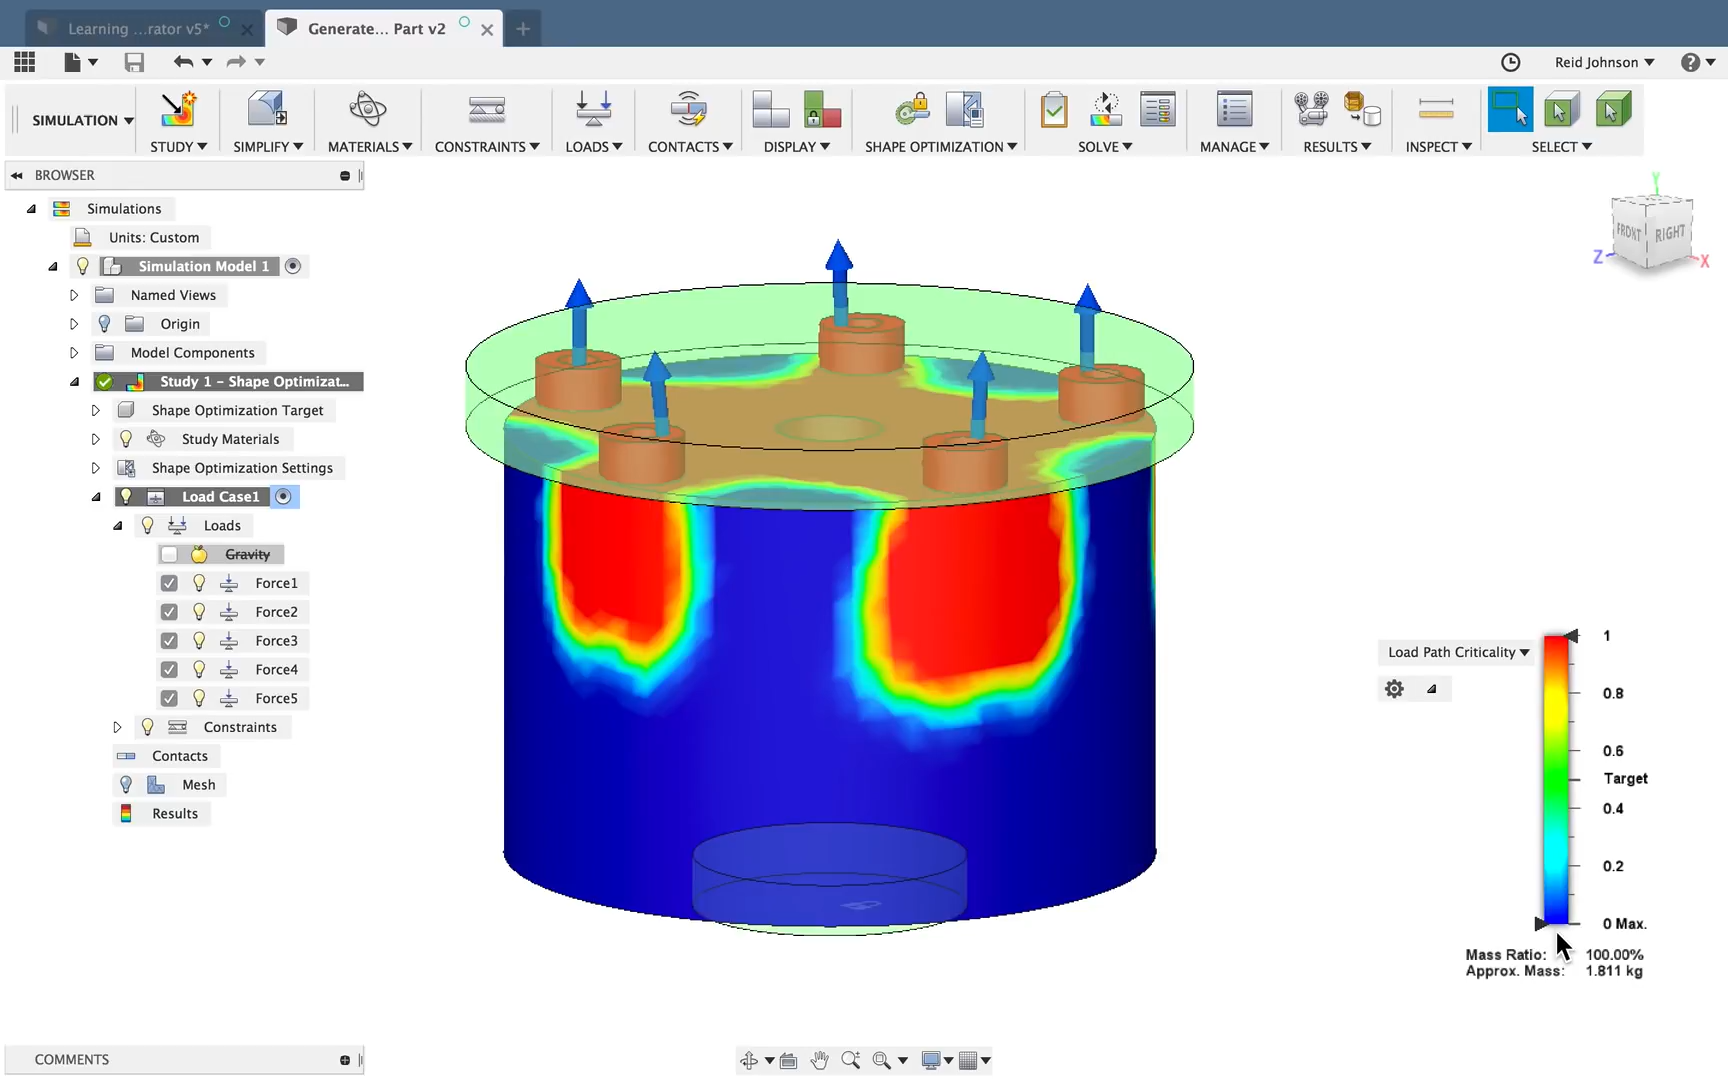 Learning ...rator v5*
Generate... Part v2
Reid Johnson
SIMULATION
STUDY
SIMPLIFY
MATERIALS
CONSTRAINTS
LOADS
CONTACTS
DISPLAY
SHAPE OPTIMIZATION
SOLVE
MANAGE
RESULTS
INSPECT
SELECT
BROWSER
Simulations
Units: Custom
Simulation Model 1
Named Views
Origin
Model Components
Study 1 - Shape Optimizat...
Shape Optimization Target
Study Materials
Shape Optimization Settings
Load Case1
Loads
Gravity
Force1
Force2
Force3
Force4
Force5
Constraints
Contacts
Mesh
Results
Y
FRONT
RIGHT
Z
X
Load Path Criticality
1
0.8
0.6
Target
0.4
0.2
0 Max.
Mass Ratio: 100.00%
Approx. Mass: 1.811 kg
COMMENTS